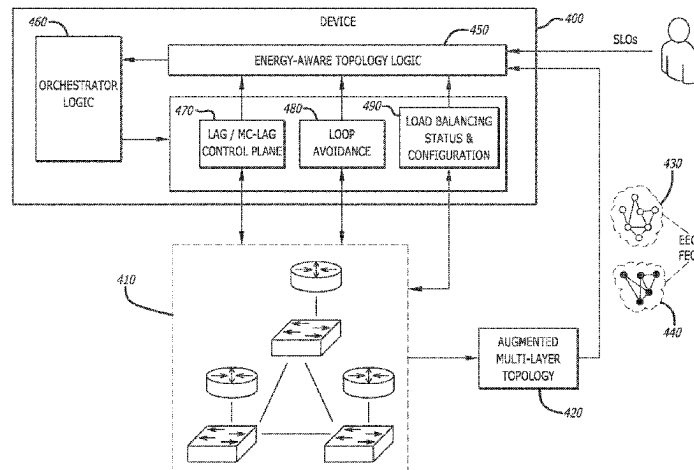 DEVICE
460
450
400
ENERGY-AWARE TOPOLOGY LOGIC
SLOs
ORCHESTRATOR
LOGIC
470
480
490
LAG / MC-LAG
CONTROL PLANE
LOOP
AVOIDANCE
LOAD BALANCING
STATUS &
CONFIGURATION
430
410
440
AUGMENTED
MULTI-LAYER
TOPOLOGY
420